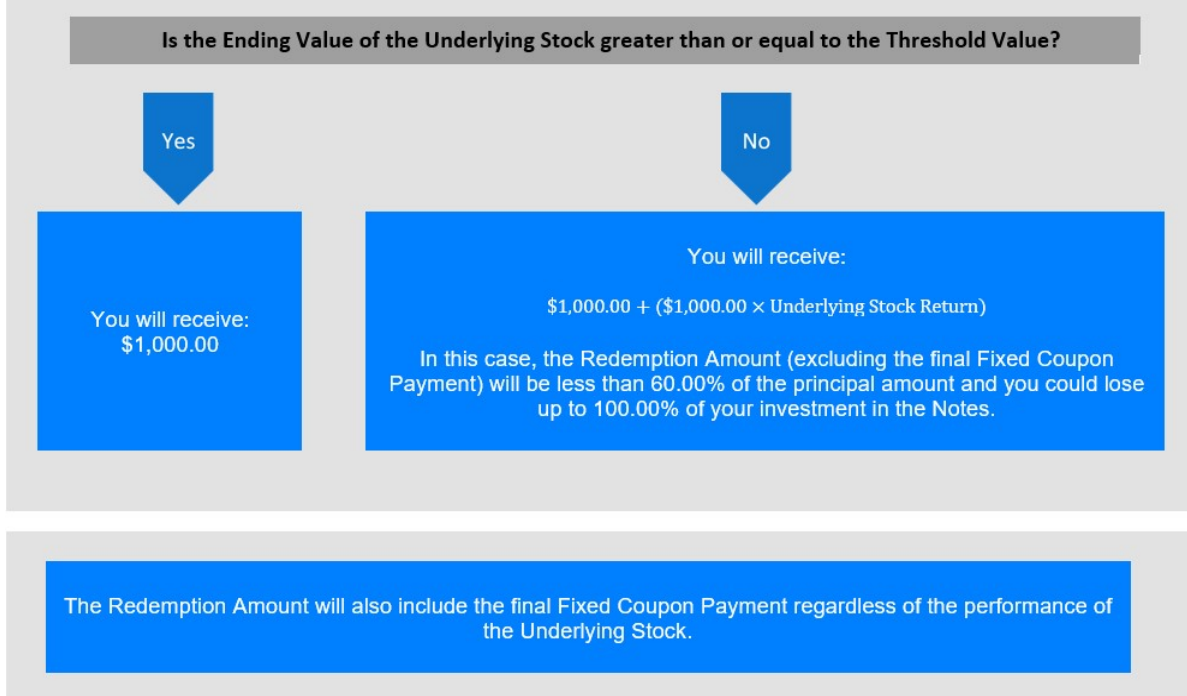 Is the Ending Value of the Underlying Stock greater than or equal to the Threshold Value?
Yes
No
You will receive:
$1,000.00
You will receive:
$1,000.00 + ($1,000.00 × Underlying Stock Return)
In this case, the Redemption Amount (excluding the final Fixed Coupon
Payment) will be less than 60.00% of the principal amount and you could lose
up to 100.00% of your investment in the Notes.
The Redemption Amount will also include the final Fixed Coupon Payment regardless of the performance of
the Underlying Stock.